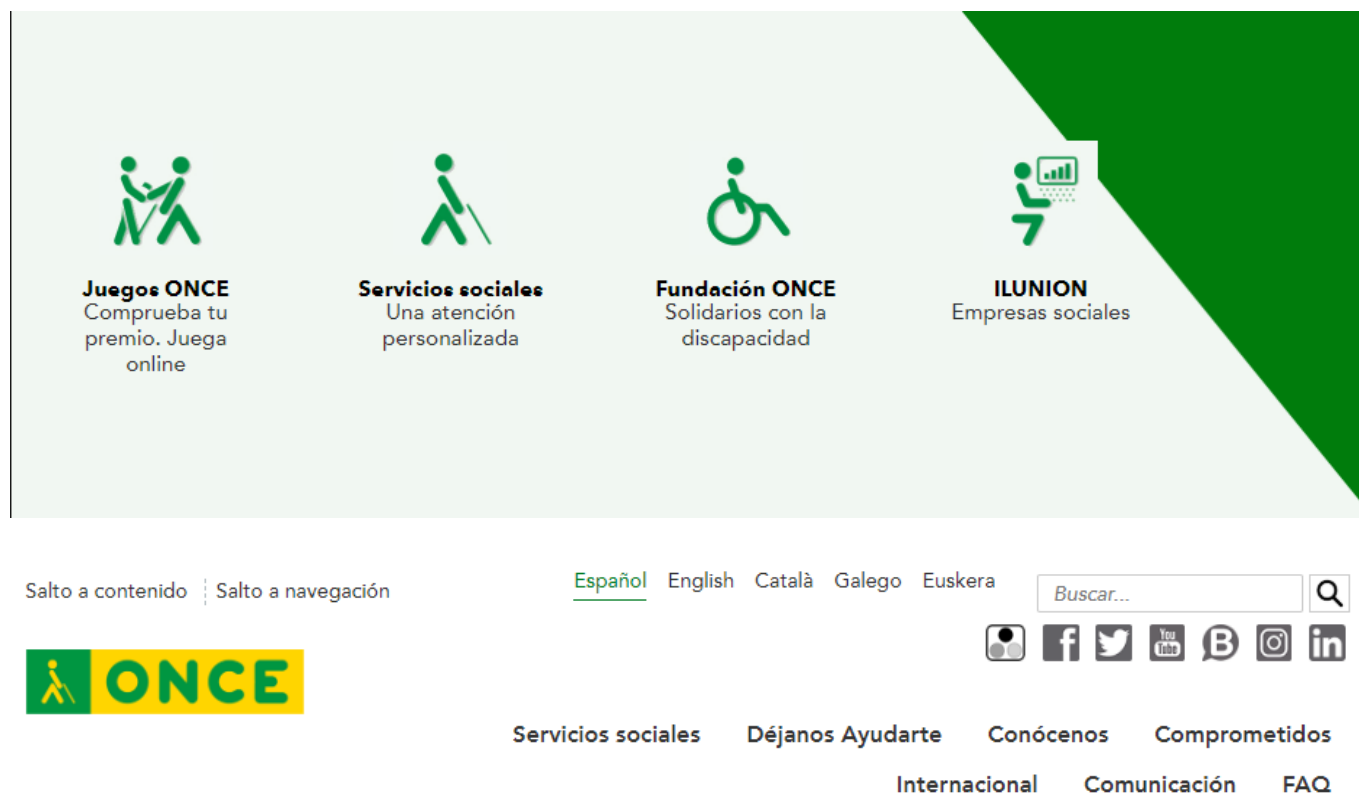 Juegos ONCE
Comprueba tu
premio. Juega
online
Servicios sociales
Una atención
personalizada
Fundación ONCE
Solidarios con la
discapacidad
ILUNION
Empresas sociales
Salto a contenido Salto a navegación
Español English Català Galego Euskera
Buscar...
You
Tube
ONCE
Servicios sociales Déjanos Ayudarte Conócenos Comprometidos
Internacional Comunicación FAQ